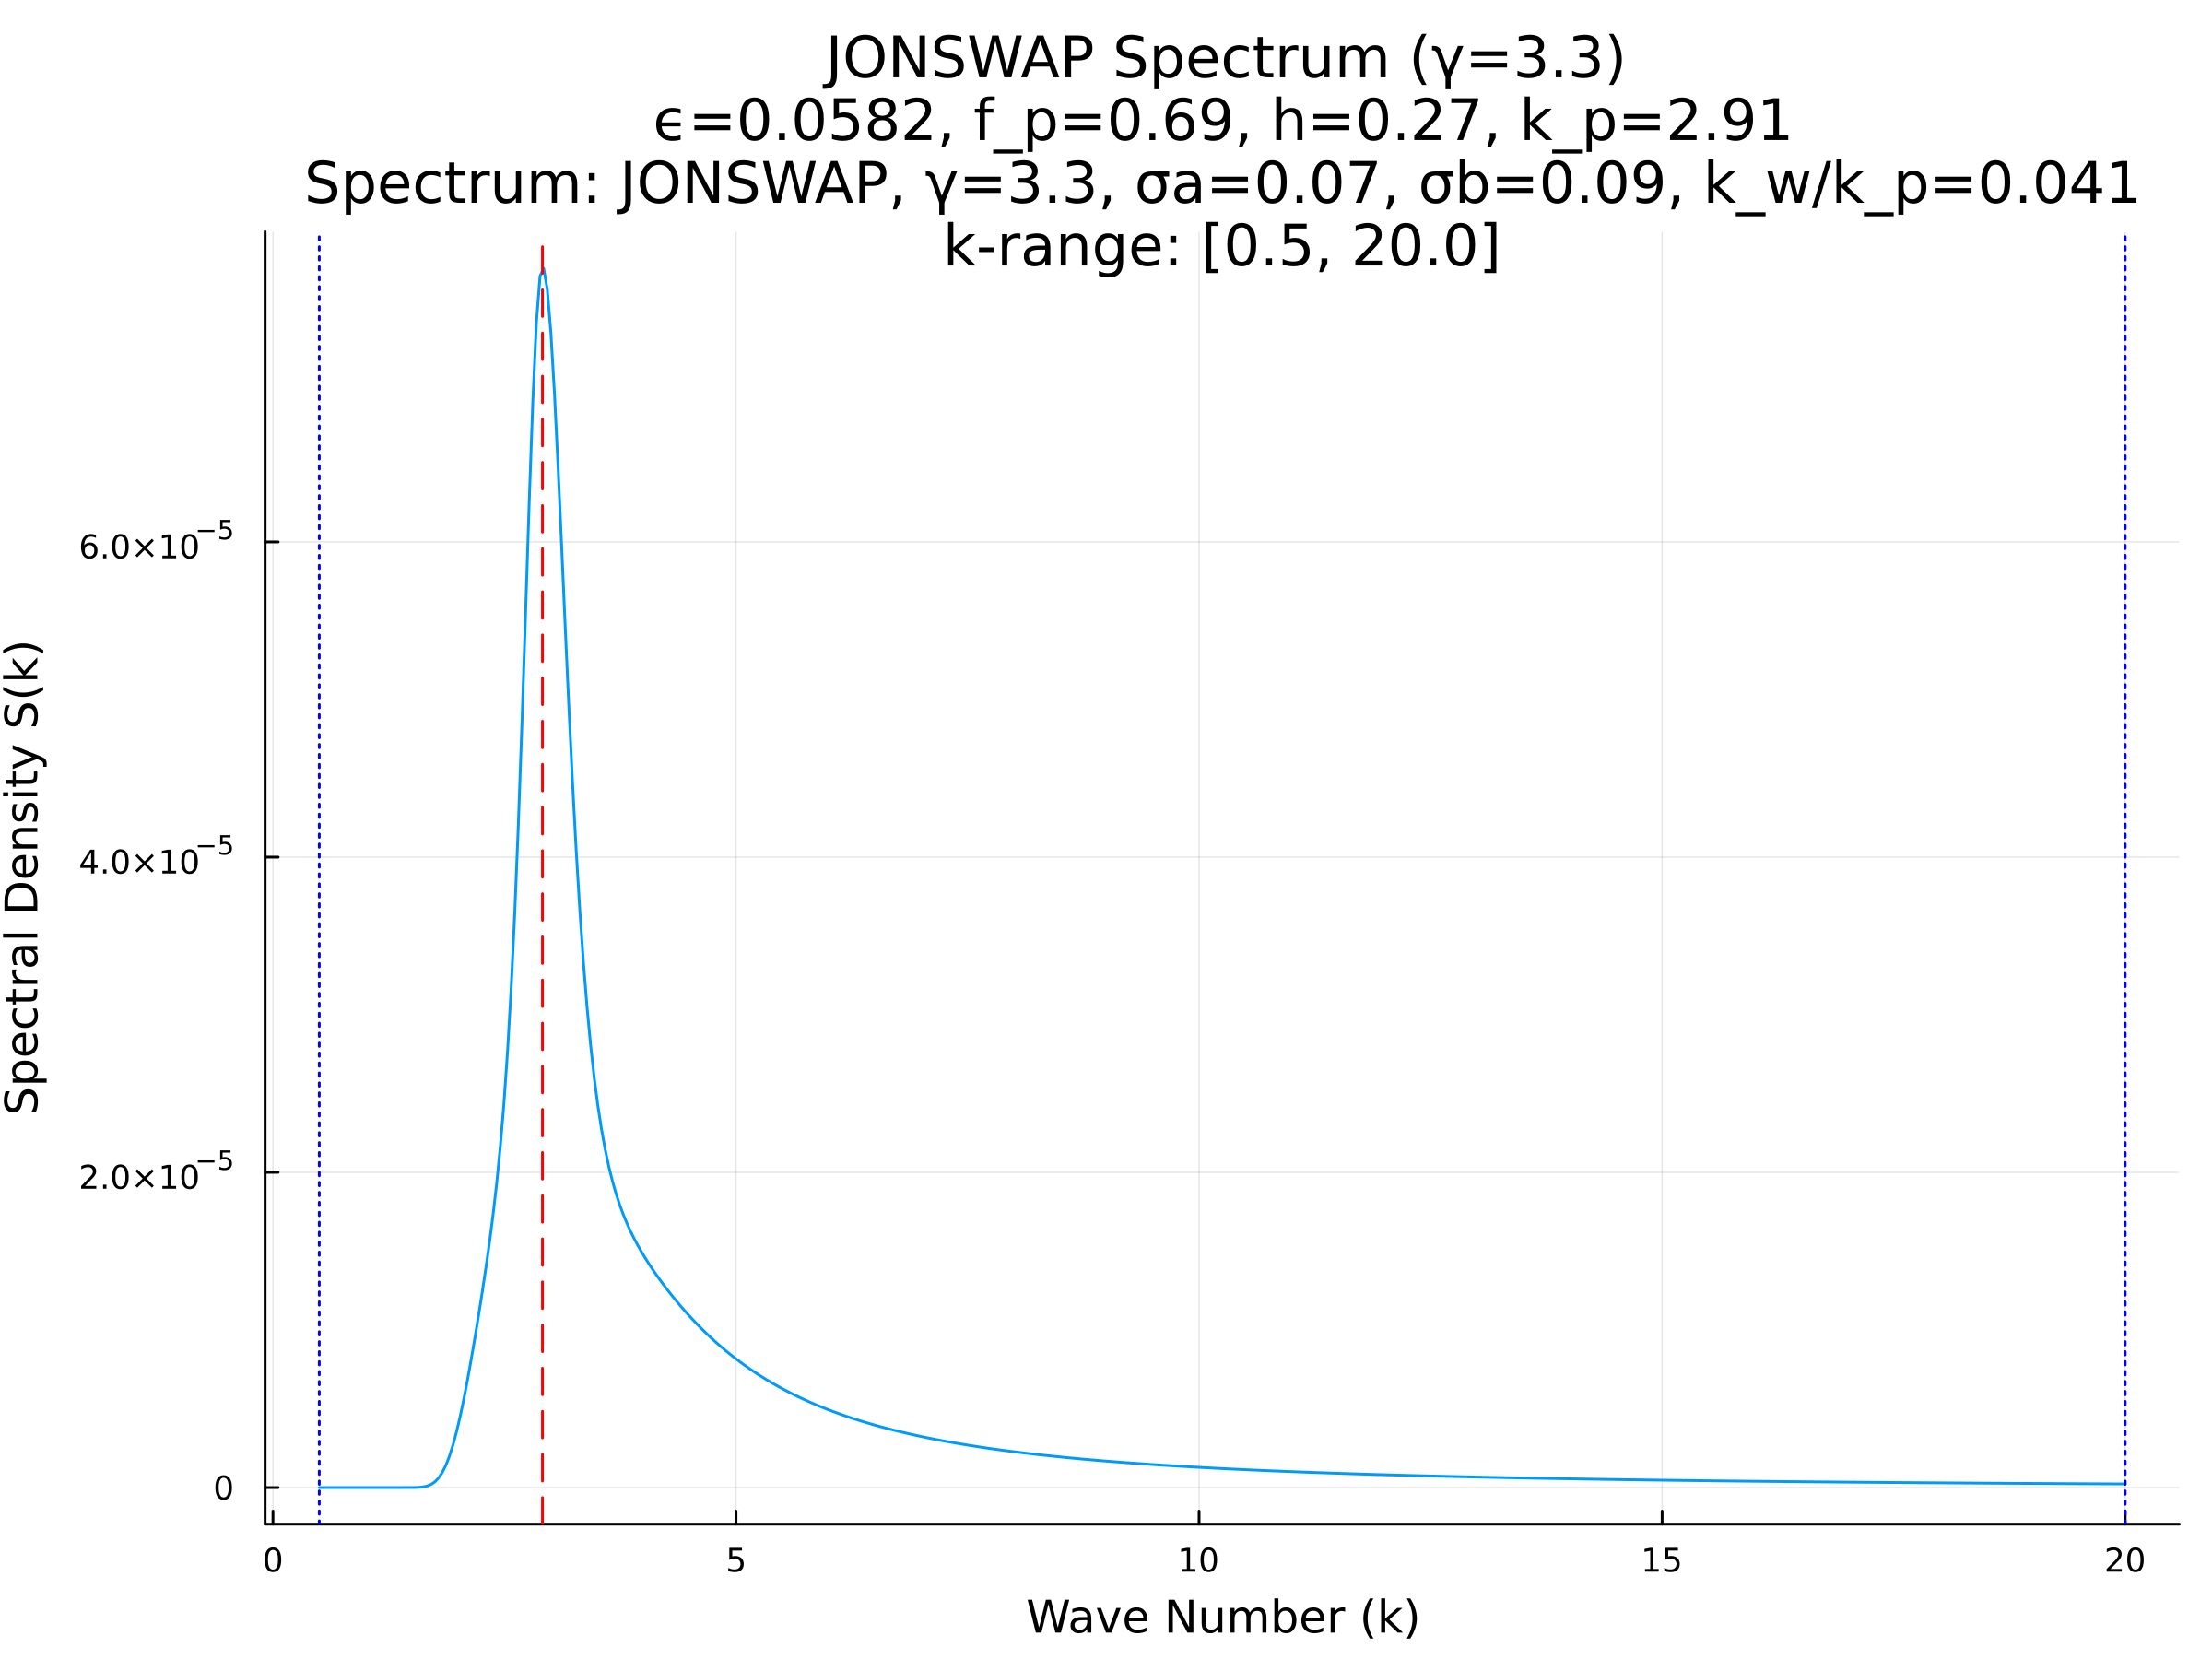 JONSWAP Spectrum (γ=3.3)
ϵ=0.0582, f_p=0.69, h=0.27, k_p=2.91
Spectrum: JONSWAP, γ=3.3, σa=0.07, σb=0.09, k_w/k_p=0.041
k-range: [0.5, 20.0]
Spectral Density S(k)
6.0×10⁻⁵
4.0×10⁻⁵
2.0×10⁻⁵
0
0 5 10 15 20
Wave Number (k)